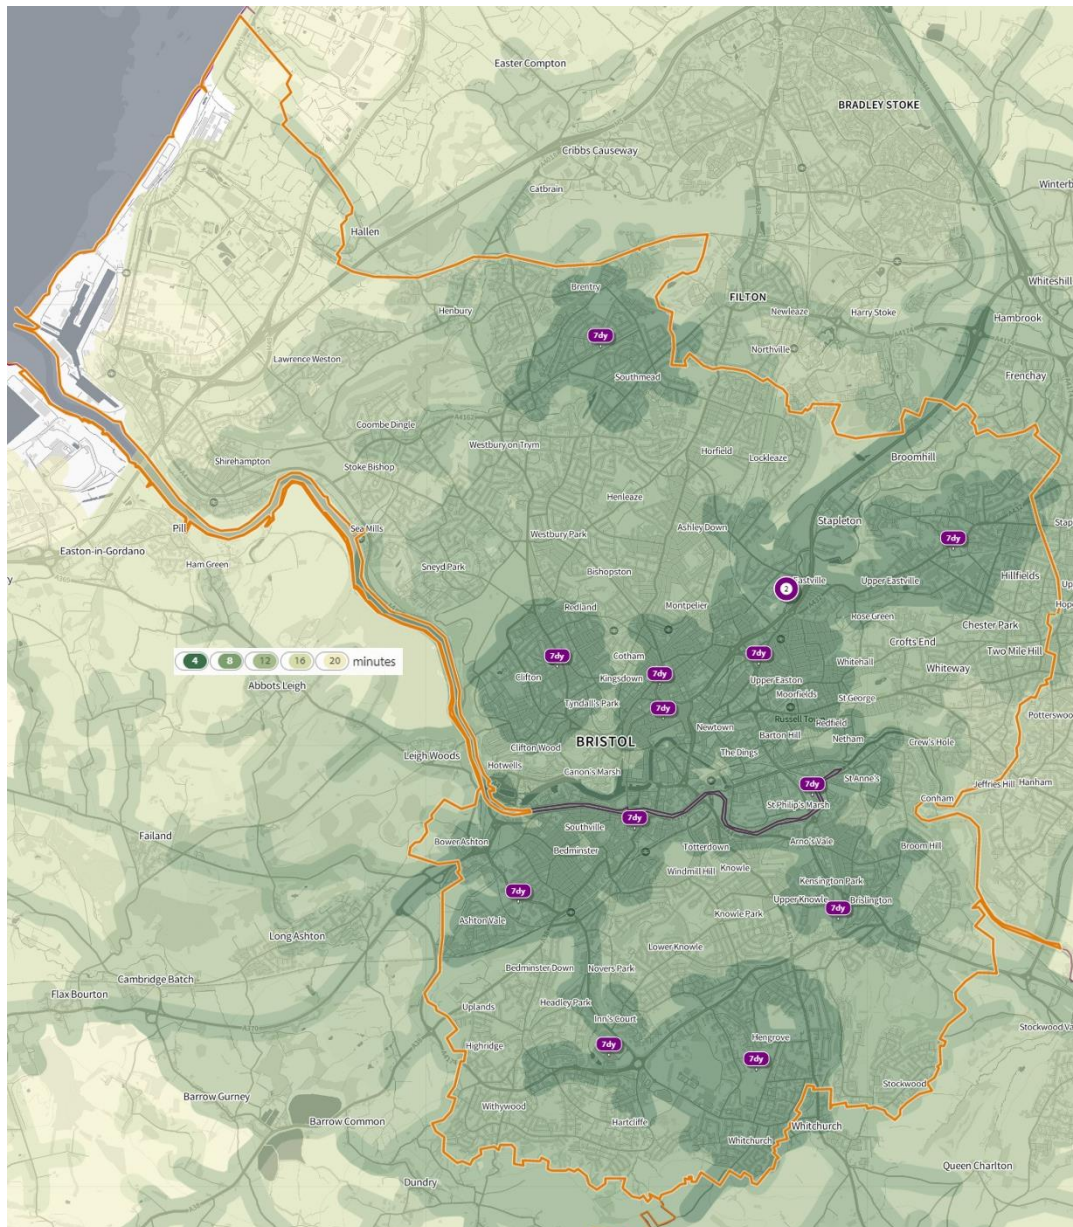 Easter Compton
BRADLEY STOKE
Cribbs Causeway
Catbrain
Winterb
Hallen
Whiteshill
Brentry
FILTON
Henbury
Newleaze
Harry Stoke
Hambrook
7dy
Northville
Lawrence Weston
Southmead
Frenchay
Coombe Dingle
A4162
Westbury on Trym
Horfield
Lockleaze
Broomhill
Shirehampton
Stoke Bishop
Henleaze
Pill
Sea Mills
Westbury Park
Ashley Down
Stapleton
Stap
7dy
Easton-in-Gordano
Ham Green
Sneyd Park
Bishopston
Eastville
Upper Eastville
Hillfields
2
Redland
Montpelier
Rose Green
Chester Park
4 8 12 16 20 minutes
7dy
Cotham
7dy
Crofts End
Two Mile Hill
Abbots Leigh
Clifton
Kingsdown
7dy
Upper Easton
Whitehall
Whiteway
Moorfields
St George
Tyndall's Park
7dy
Redfield
Potterswoo
Newtown
Barton Hill
Netham
Crew's Hole
Leigh Woods
Clifton Wood
BRISTOL
The Dings
Hotwells
Canon's Marsh
7dy
St Anne's
Jeffries Hill
Hanham
St Philip's Marsh
Conham
Failand
Bower Ashton
Southville
7dy
Totterdown
Arno's Vale
Broom Hill
Bedminster
Windmill Hill
Knowle
Kensington Park
7dy
Upper Knowle
Brislington
7dy
Ashton Vale
Knowle Park
Long Ashton
Lower Knowle
Cambridge Batch
Bedminster Down
Novers Park
Flax Bourton
Uplands
Headley Park
A370
Inn's Court
Stockwood Va
Highridge
7dy
Hengrove
7dy
Barrow Gurney
Stockwood
Withywood
Barrow Common
Hartcliffe
Whitchurch
Whitchurch
Dundry
Queen Charlton